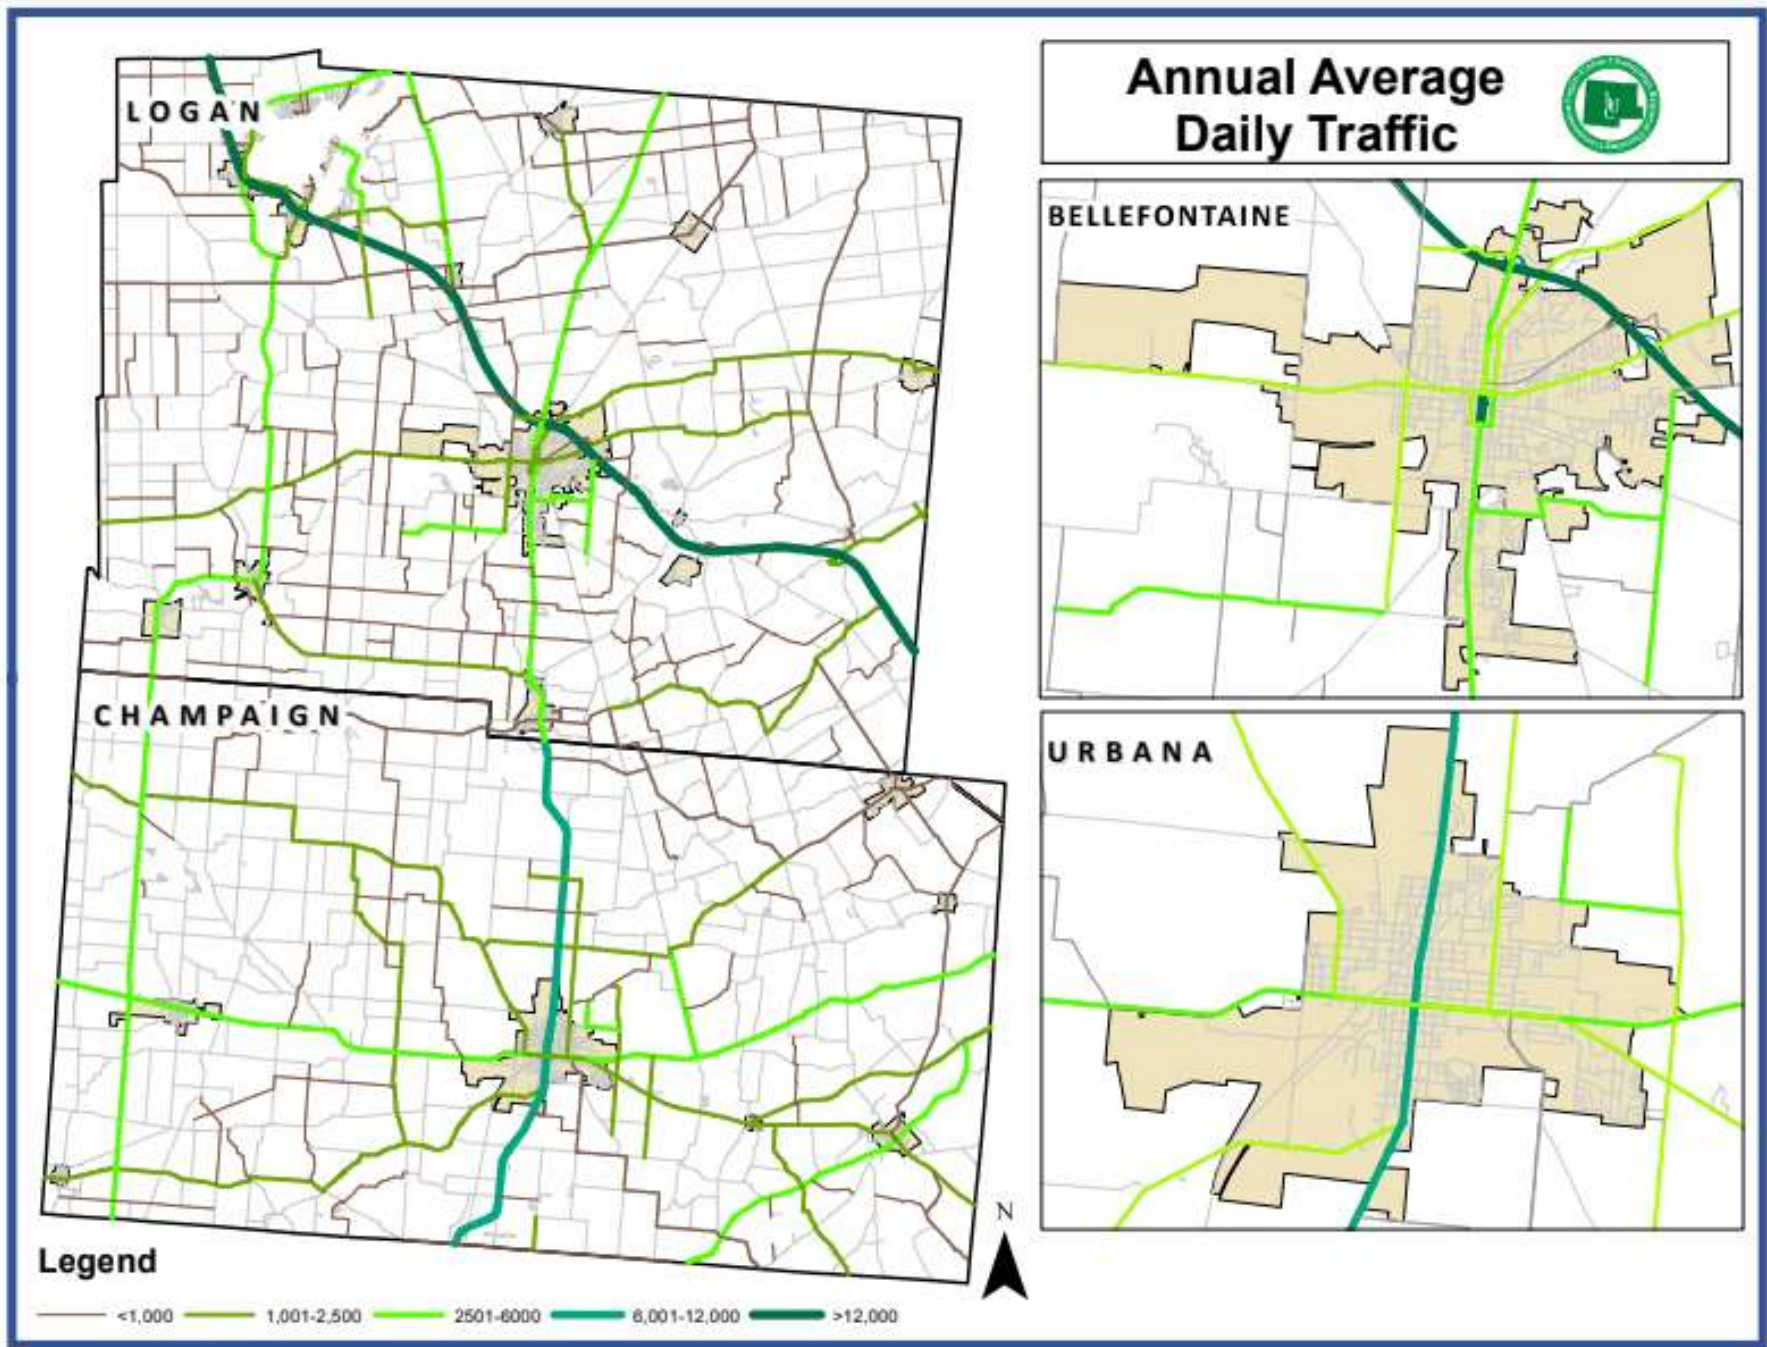 Annual Average
Daily Traffic
LOGAN
CHAMPAIGN
BELLEFONTAINE
URBANA
N
Legend
<1,000
1,001-2,500
2501-6000
6,001-12,000
>12,000